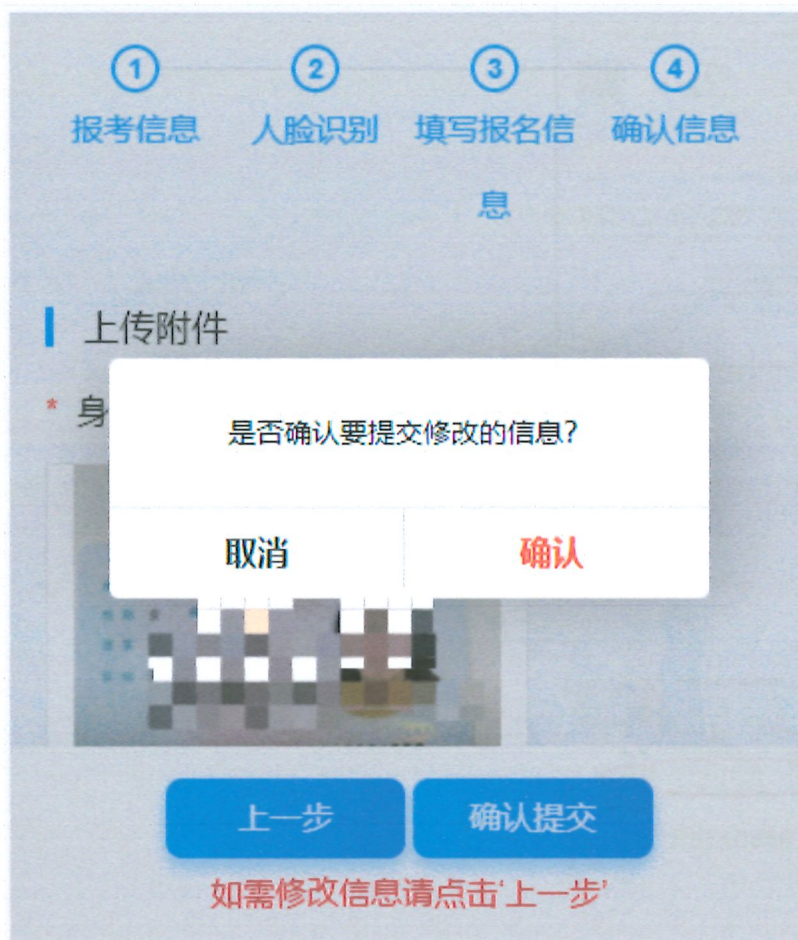 1 2 3 4
报考信息 人脸识别 填写报名信息 确认信息
上传附件
* 身
是否确认要提交修改的信息?
取消 确认
上一步 确认提交
如需修改信息请点击'上一步'